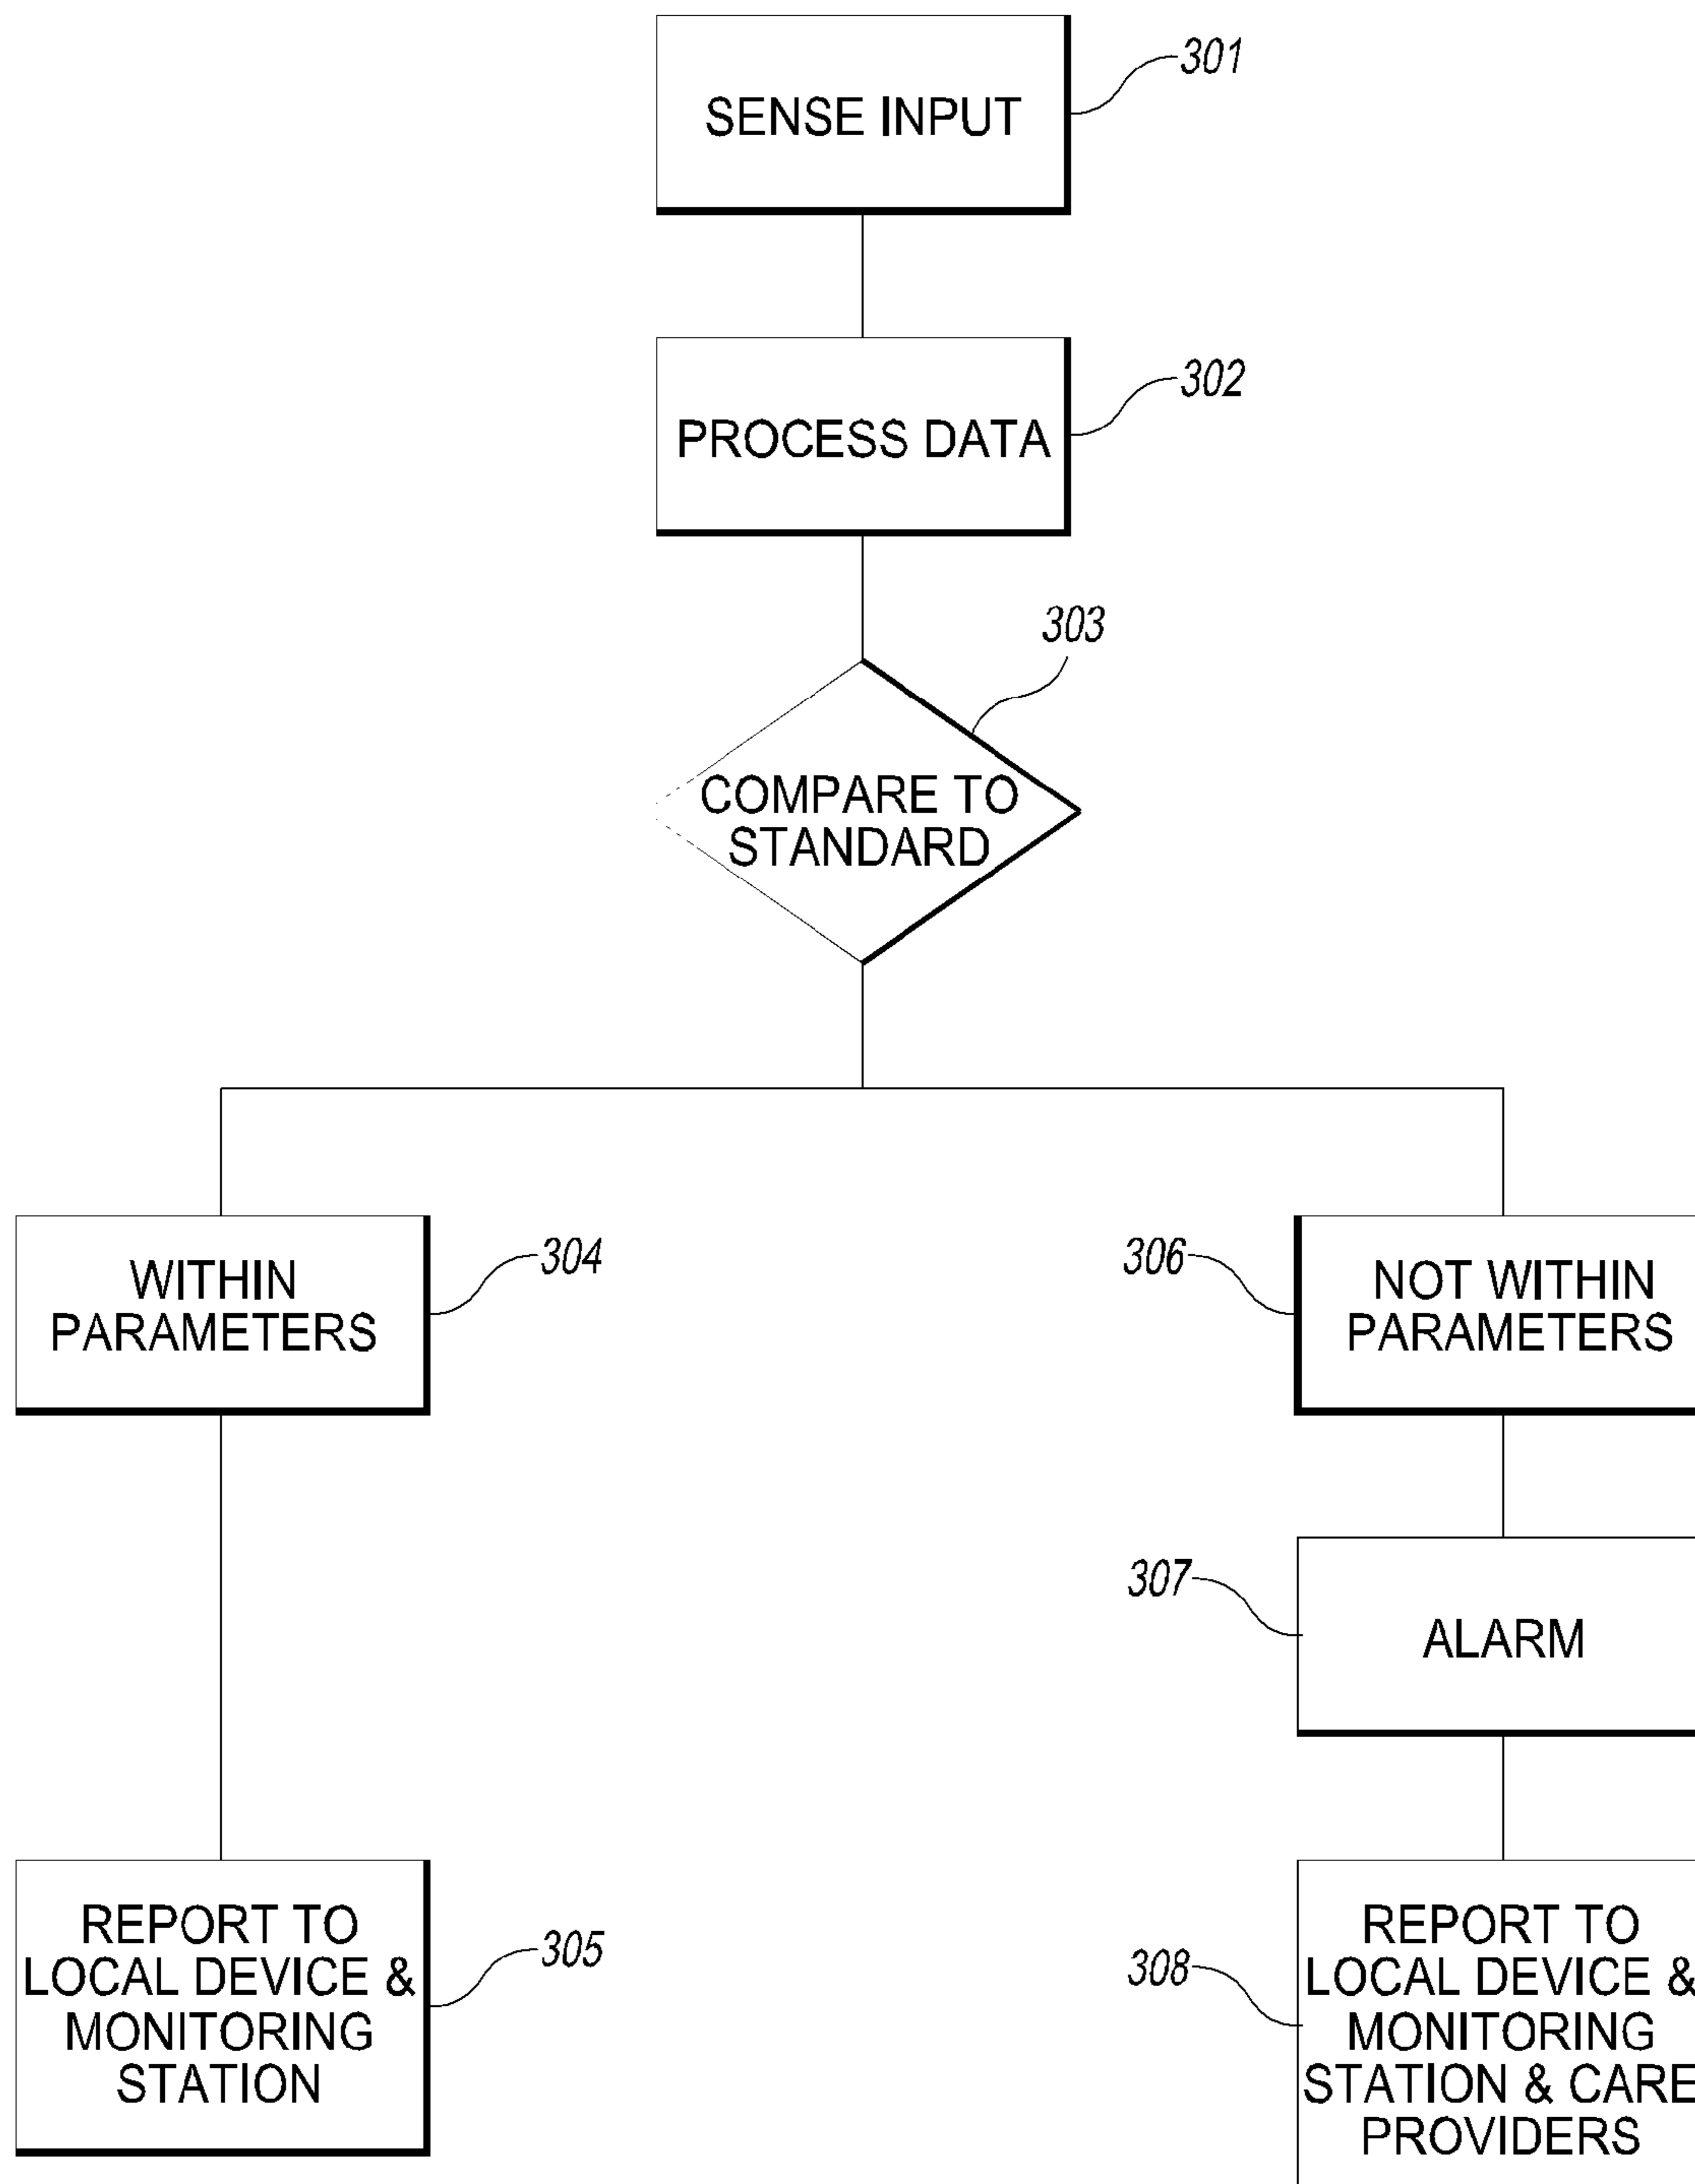 301
SENSE INPUT
302
PROCESS DATA
303
COMPARE TO
STANDARD
304
WITHIN
PARAMETERS
306
NOT WITHIN
PARAMETERS
307
ALARM
305
REPORT TO
LOCAL DEVICE &
MONITORING
STATION
308
REPORT TO
LOCAL DEVICE &
MONITORING
STATION & CARE
PROVIDERS